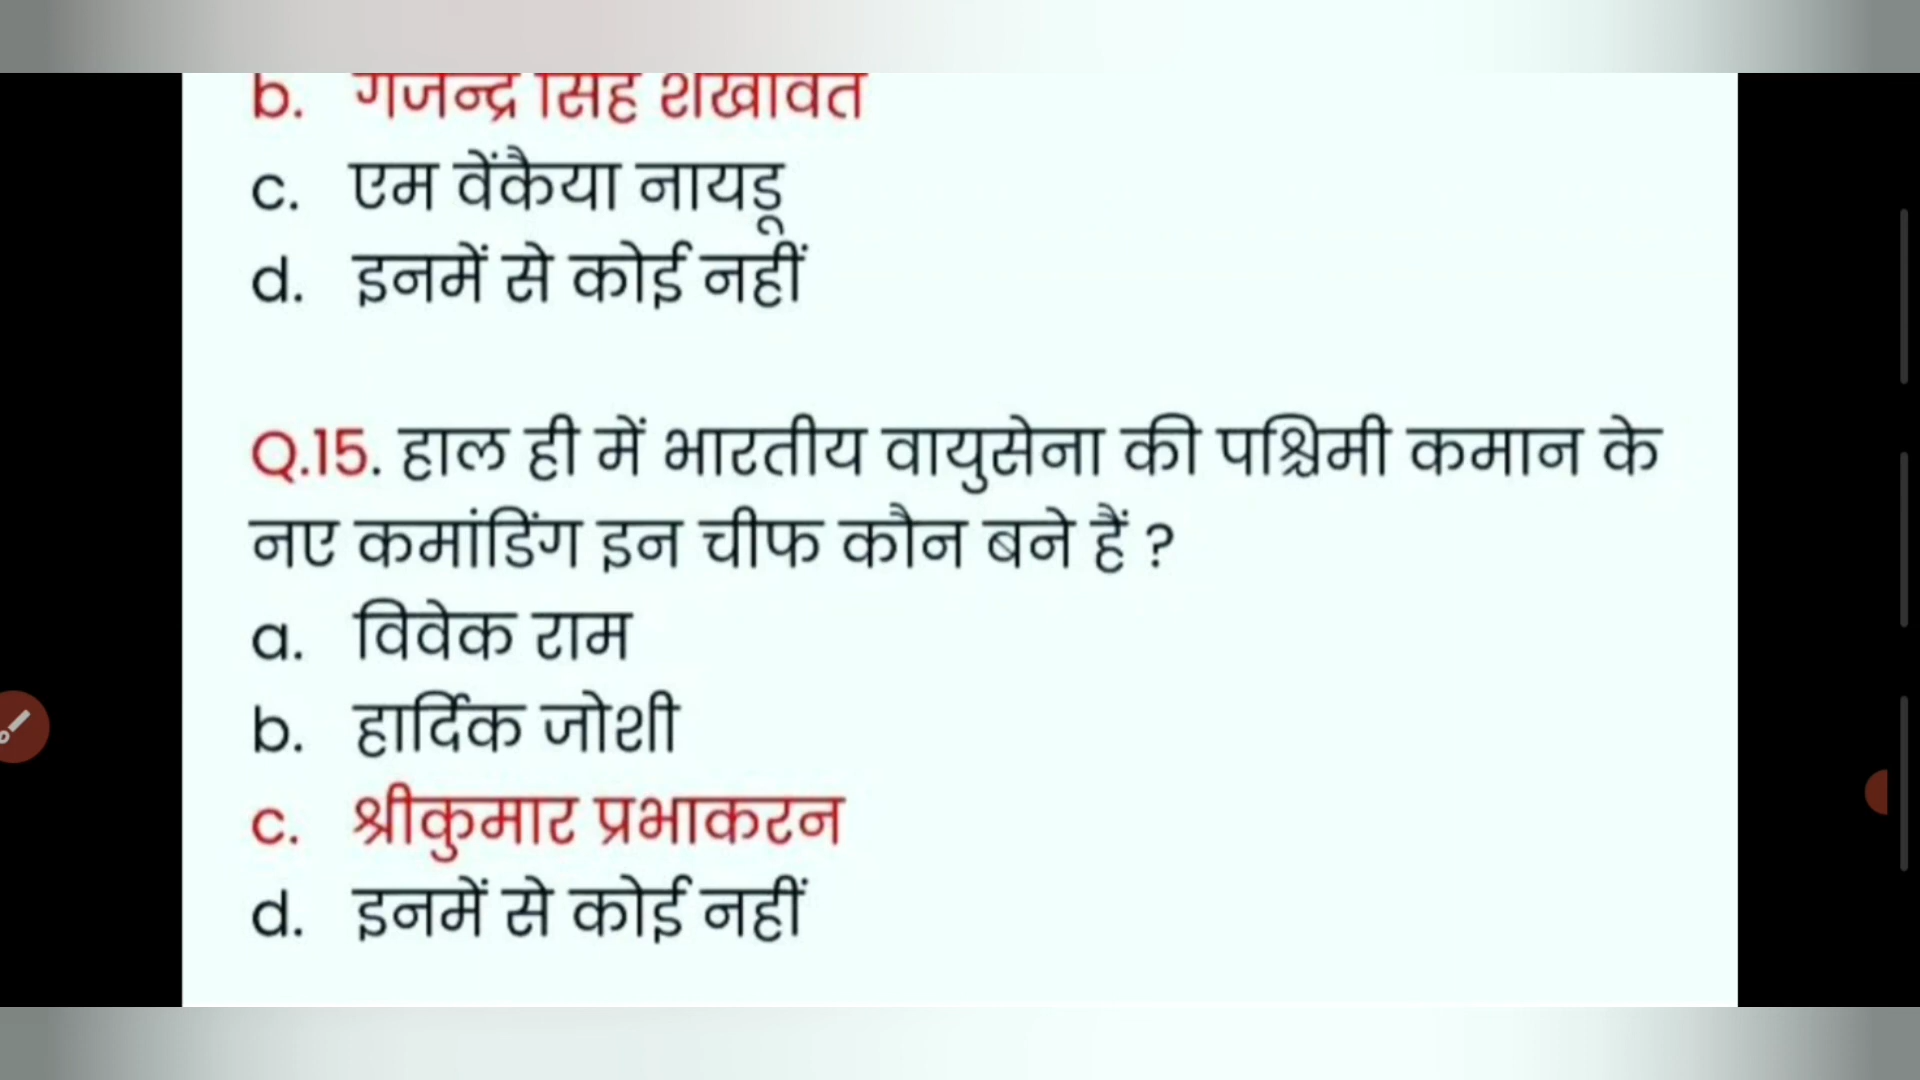 b. गजेन्द्र सिंह शेखावत
c. एम वेंकैया नायडू
d. इनमें से कोई नहीं
Q.15. हाल ही में भारतीय वायुसेना की पश्चिमी कमान के
नए कमांडिंग इन चीफ कौन बने हैं ?
a. विवेक राम
b. हार्दिक जोशी
c. श्रीकुमार प्रभाकरन
d. इनमें से कोई नहीं